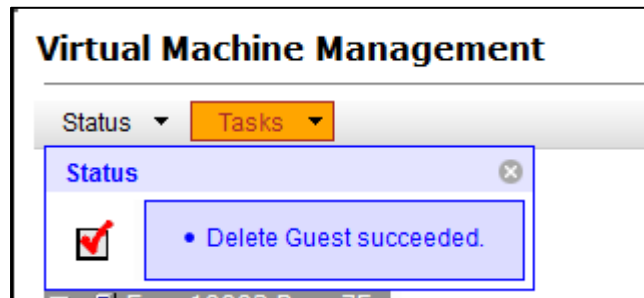 Virtual Machine Management
Status Tasks
Status
• Delete Guest succeeded.